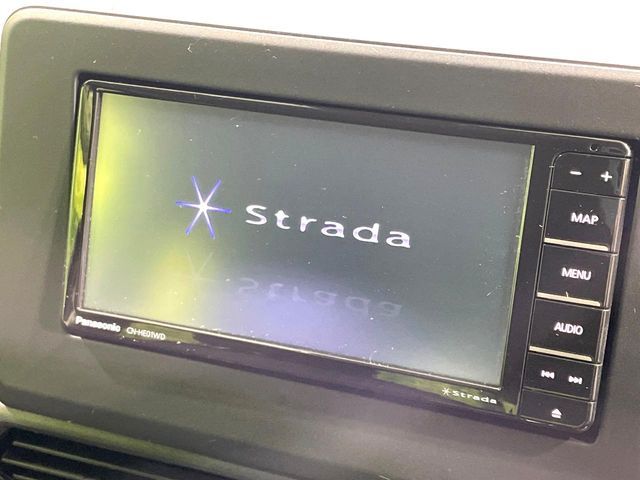 Strada
Panasonic
CN-HE01WD
Strada
- +
MAP
MENU
AUDIO